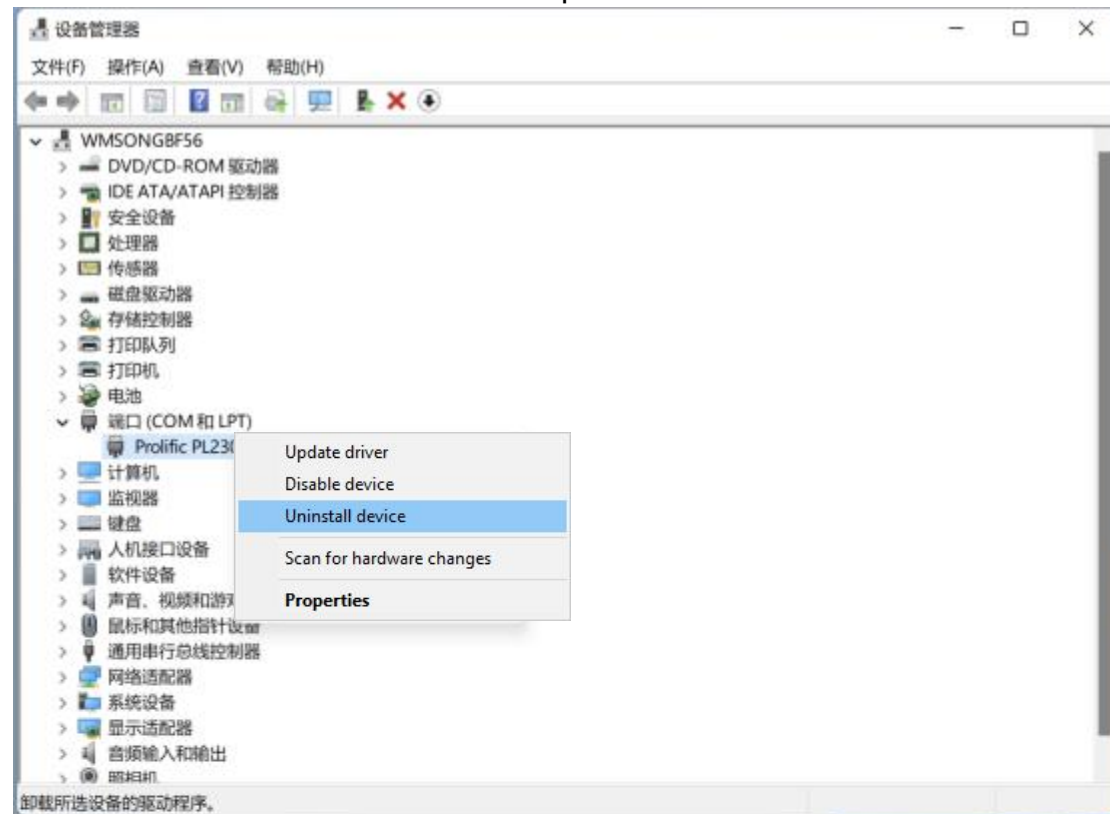 设备管理器
文件(F) 操作(A) 查看(V) 帮助(H)
WMSONGBF56
DVD/CD-ROM 驱动器
IDE ATA/ATAPI 控制器
安全设备
处理器
传感器
磁盘驱动器
存储控制器
打印队列
打印机
电池
端口 (COM 和 LPT)
Prolific PL230
Update driver
计算机
Disable device
监视器
Uninstall device
键盘
人机接口设备
Scan for hardware changes
软件设备
声音、视频和游戏
Properties
鼠标和其他指针设备
通用串行总线控制器
网络适配器
系统设备
显示适配器
音频输入和输出
照相机
卸载所选设备的驱动程序。